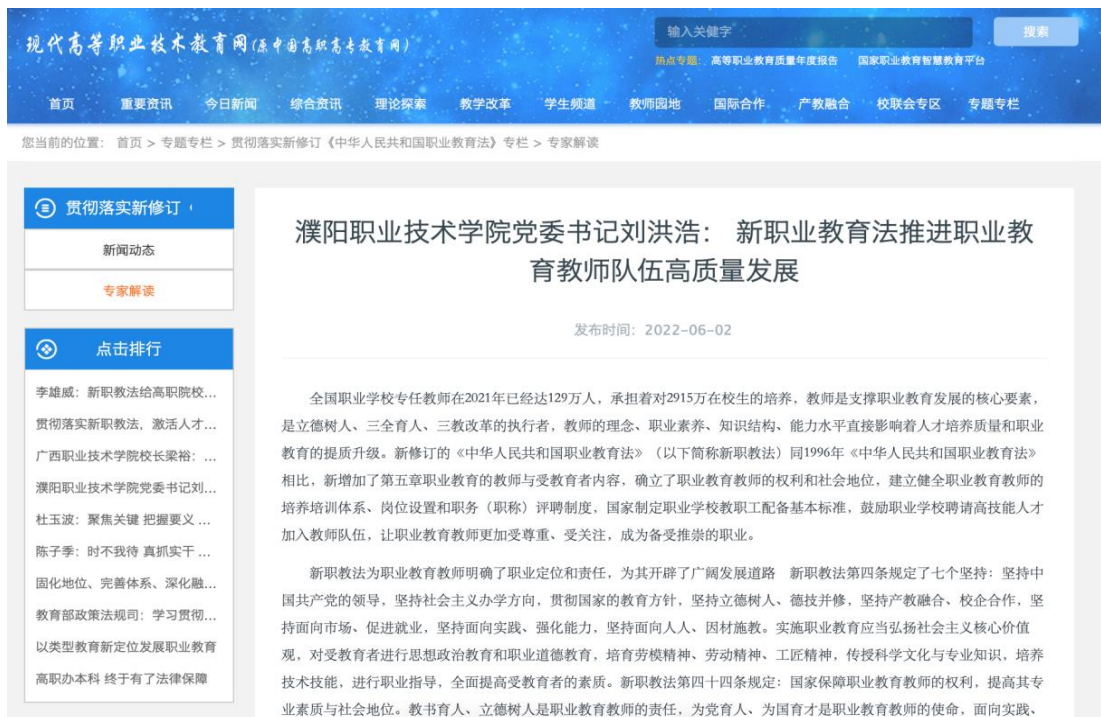 现代高等职业技术教育网(原中国高职高专教育网)
输入关健字
搜索
热点专题: 高等职业教育质量年度报告 国家职业教育智慧教育平台
首页 重要资讯 今日新闻 综合资讯 理论探索 教学改革 学生频道 教师园地 国际合作 产教融合 校联会专区 专题专栏
您当前的位置: 首页 > 专题专栏 > 贯彻落实新修订《中华人民共和国职业教育法》专栏 > 专家解读
贯彻落实新修订
新闻动态
专家解读
点击排行
李雄威:新职教法给高职院校...
贯彻落实新职教法,激活人才...
广西职业技术学院校长梁裕:...
濮阳职业技术学院党委书记刘...
杜玉波:聚焦关键 把握要义 ...
陈子季:时不我待 真抓实干 ...
固化地位、完善体系、深化融...
教育部政策法规司:学习贯彻...
以类型教育新定位发展职业教育
高职办本科 终于有了法律保障
濮阳职业技术学院党委书记刘洪浩: 新职业教育法推进职业教
育教师队伍高质量发展
发布时间:2022-06-02
全国职业学校专任教师在2021年已经达129万人,承担着对2915万在校生的培养,教师是支撑职业教育发展的核心要素,
是立德树人、三全育人、三教改革的执行者,教师的理念、职业素养、知识结构、能力水平直接影响着人才培养质量和职业
教育的提质升级。新修订的《中华人民共和国职业教育法》(以下简称新职教法)同1996年《中华人民共和国职业教育法》
相比,新增加了第五章职业教育的教师与受教育者内容,确立了职业教育教师的权利和社会地位,建立健全职业教育教师的
培养培训体系、岗位设置和职务(职称)评聘制度,国家制定职业学校教职工配备基本标准,鼓励职业学校聘请高技能人才
加入教师队伍,让职业教育教师更加受尊重、受关注,成为备受推崇的职业。
新职教法为职业教育教师明确了职业定位和责任,为其开辟了广阔发展道路 新职教法第四条规定了七个坚持:坚持中
国共产党的领导,坚持社会主义办学方向,贯彻国家的教育方针,坚持立德树人、德技并修,坚持产教融合、校企合作,坚
持面向市场、促进就业,坚持面向实践、强化能力,坚持面向人人、因材施教。实施职业教育应当弘扬社会主义核心价值
观,对受教育者进行思想政治教育和职业道德教育,培育劳模精神、劳动精神、工匠精神,传授科学文化与专业知识,培养
技术技能,进行职业指导,全面提高受教育者的素质。新职教法第四十四条规定:国家保障职业教育教师的权利,提高其专
业素质与社会地位。教书育人、立德树人是职业教育教师的责任,为党育人、为国育才是职业教育教师的使命,面向实践、